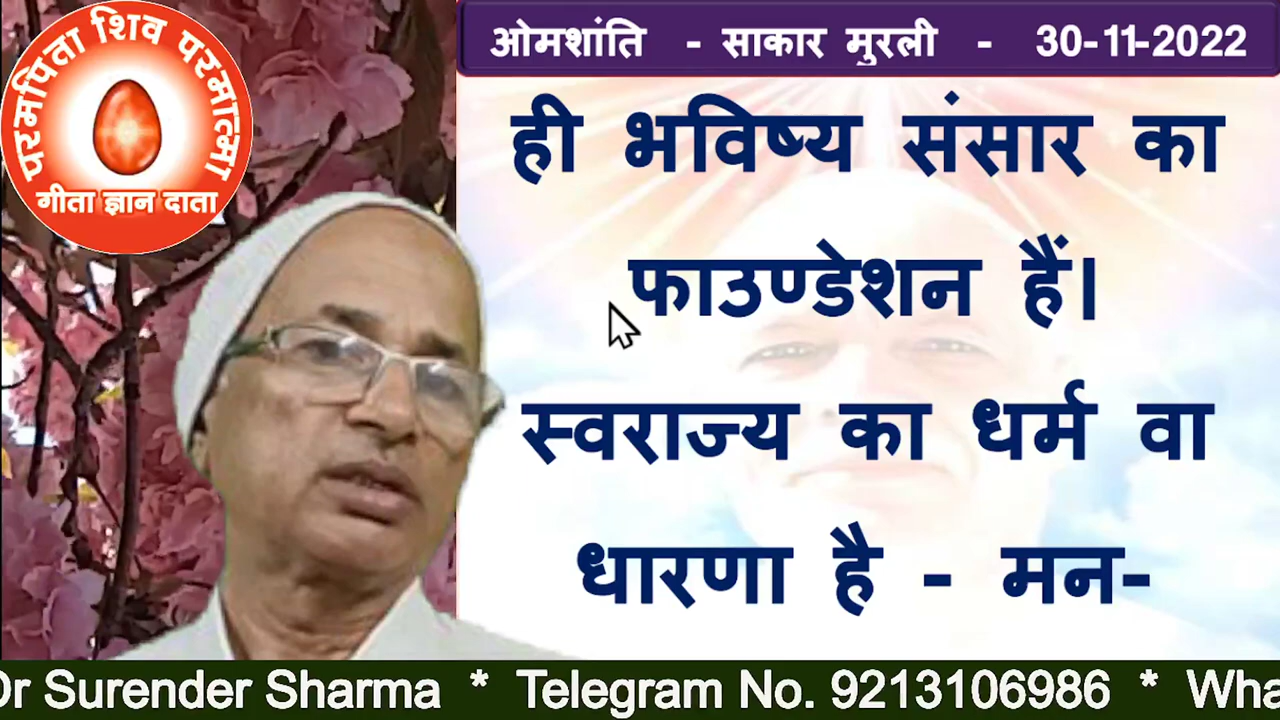 परमपिता शिव परमात्मा
गीता ज्ञान दाता
ओमशांति - साकार मुरली - 30-11-2022
ही भविष्य संसार का
फाउण्डेशन हैं।
स्वराज्य का धर्म वा
धारणा है - मन-
Dr Surender Sharma * Telegram No. 9213106986 * Wha